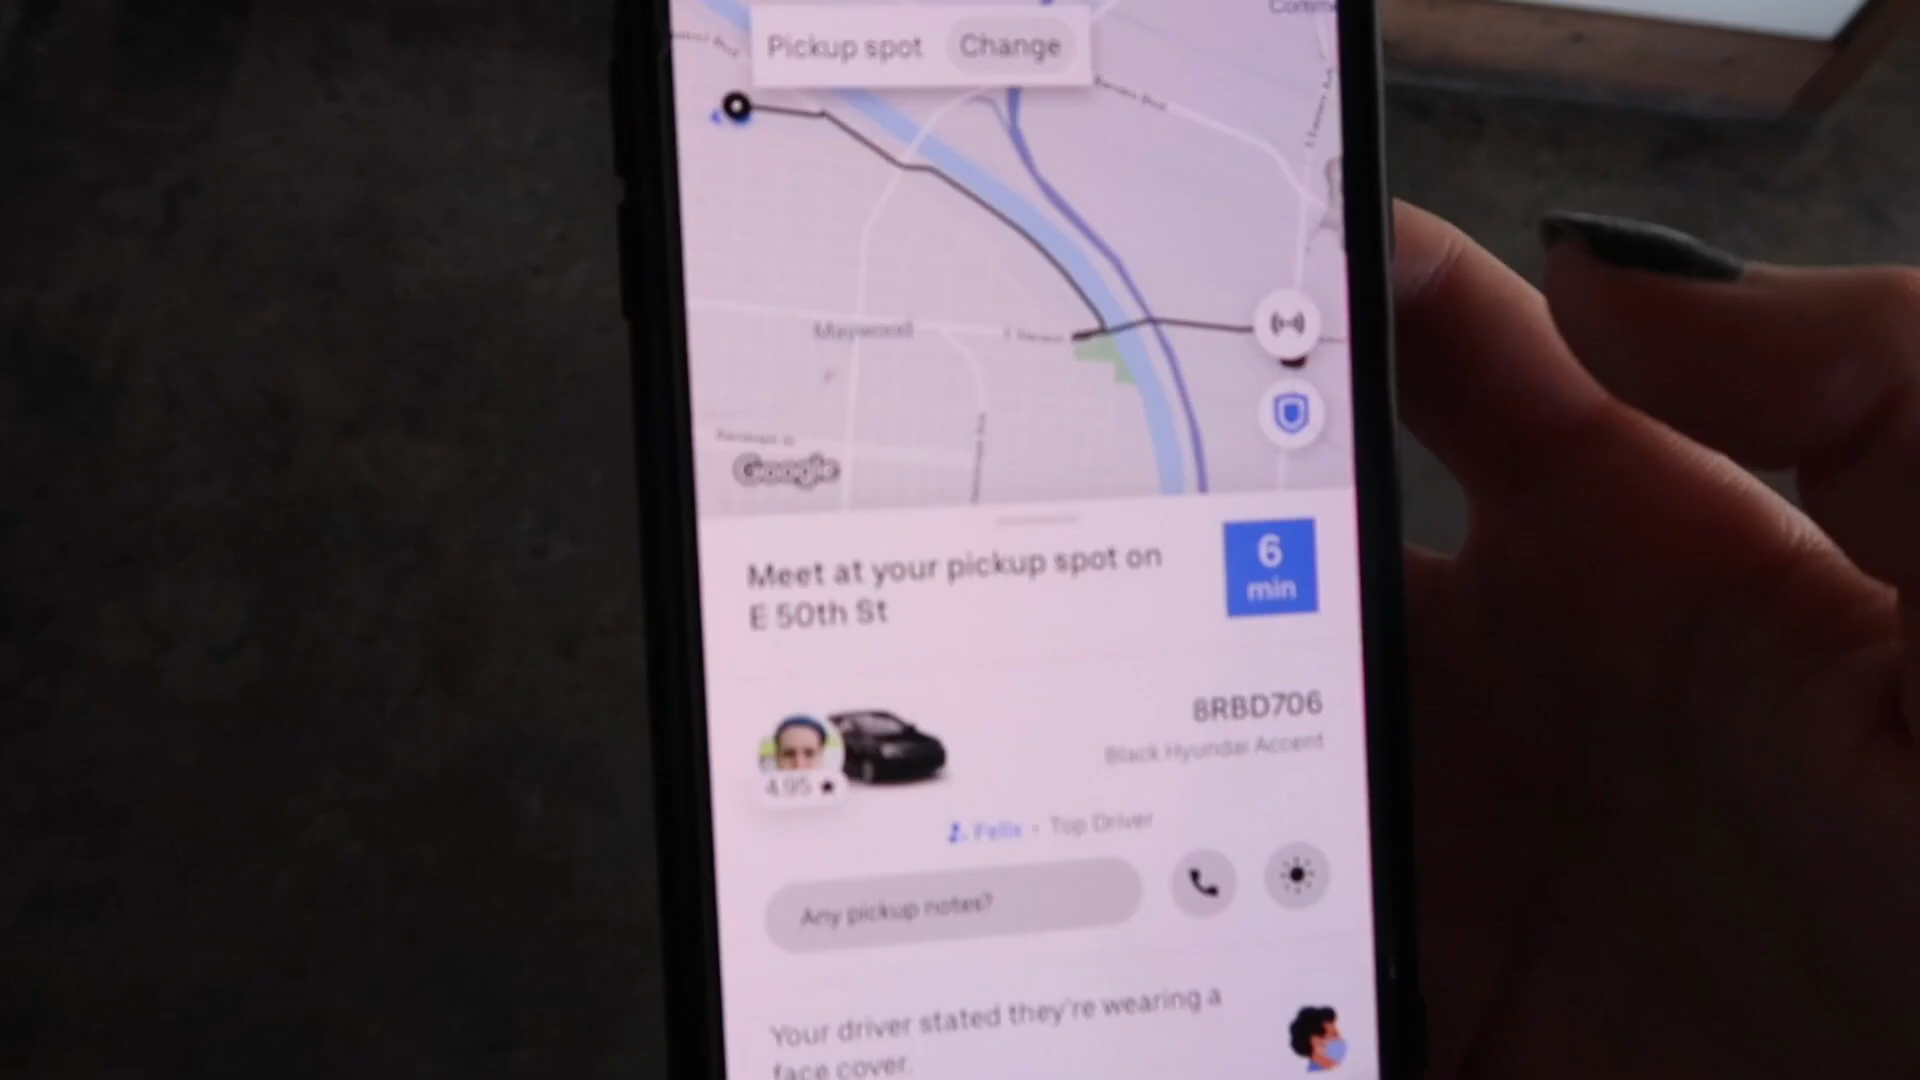 Pickup spot Change
Maywood
Google
Meet at your pickup spot on
E 50th St
6
min
8RBD706
Black Hyundai Accent
4.95 ★
Felix • Top Driver
Any pickup notes?
Your driver stated they're wearing a
face cover.